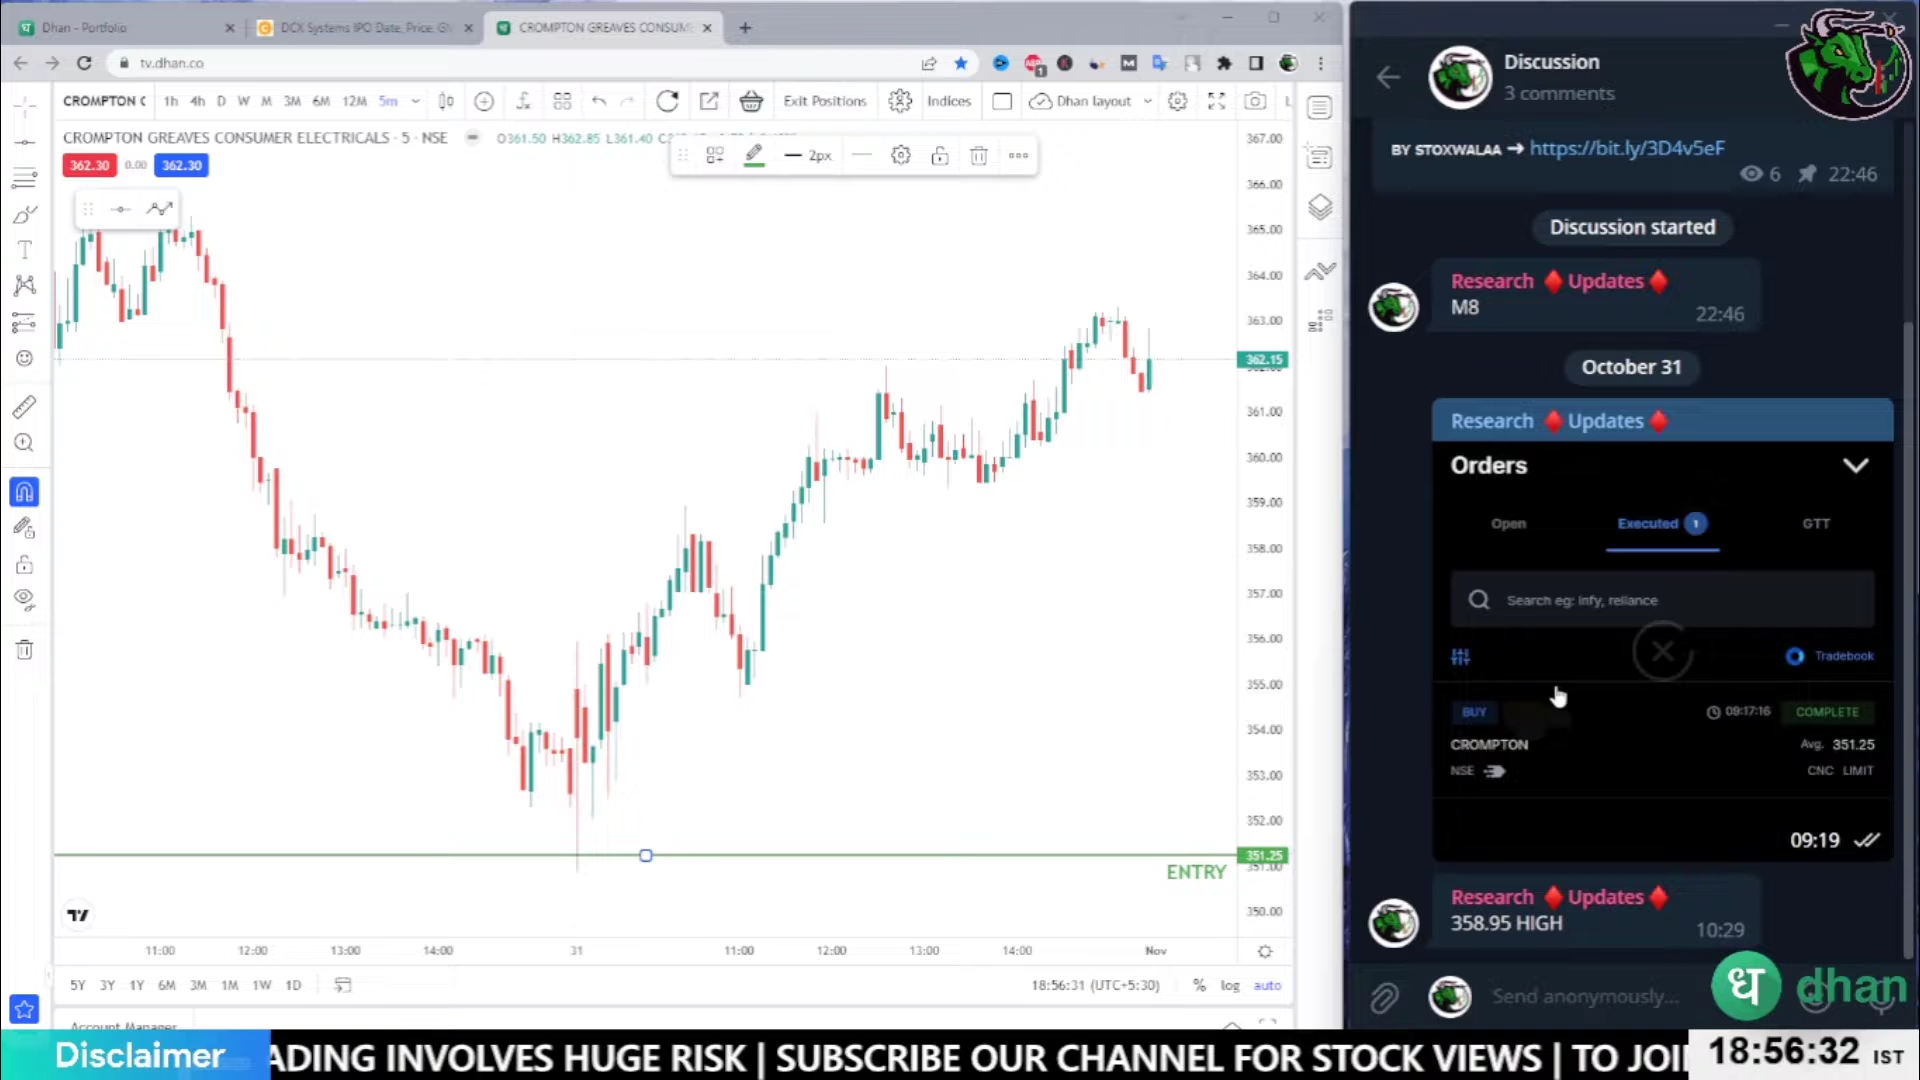 Dhan - Portfolio
DCX Systems IPO Date, Price, GM
CROMPTON GREAVES CONSUM
tv.dhan.co
CROMPTON C 1h 4h D W M 3M 6M 12M 5m Exit Positions Indices Dhan layout
CROMPTON GREAVES CONSUMER ELECTRICALS · 5 · NSE O361.50 H362.85 L361.40
362.30 0.00 362.30
2px
367.00
366.00
365.00
364.00
363.00
362.15
361.00
360.00
359.00
358.00
357.00
356.00
355.00
354.00
353.00
352.00
351.25
350.00
ENTRY
11:00 12:00 13:00 14:00 31 11:00 12:00 13:00 14:00 Nov
5Y 3Y 1Y 6M 3M 1M 1W 1D 18:56:31 (UTC+5:30) % log auto
Account Manager
Discussion
3 comments
BY STOXWALAA → https://bit.ly/3D4v5eF
6 22:46
Discussion started
Research Updates
M8 22:46
October 31
Research Updates
Orders
Open Executed 1 GTT
Search eg: infy, reliance
Tradebook
BUY 09:17:16 COMPLETE
CROMPTON Avg. 351.25
NSE CNC LIMIT
09:19
Research Updates
358.95 HIGH 10:29
Send anonymously...
ध dhan
Disclaimer ADING INVOLVES HUGE RISK | SUBSCRIBE OUR CHANNEL FOR STOCK VIEWS | TO JOI
18:56:32 IST